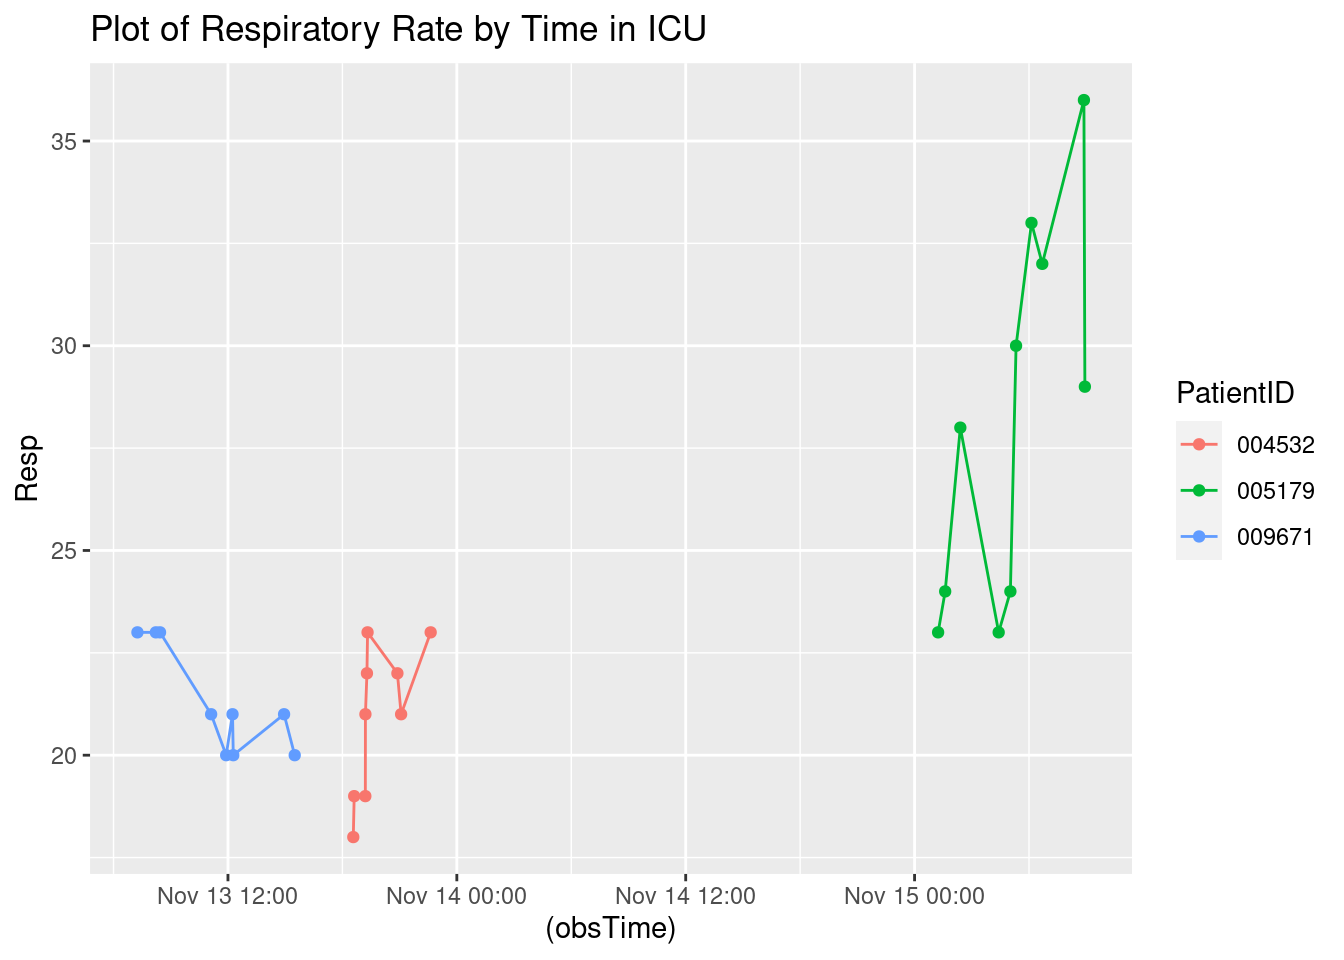 Plot of Respiratory Rate by Time in ICU
35
30
25
20
Resp
Nov 13 12:00
Nov 14 00:00
Nov 14 12:00
Nov 15 00:00
(obsTime)
PatientID
004532
005179
009671